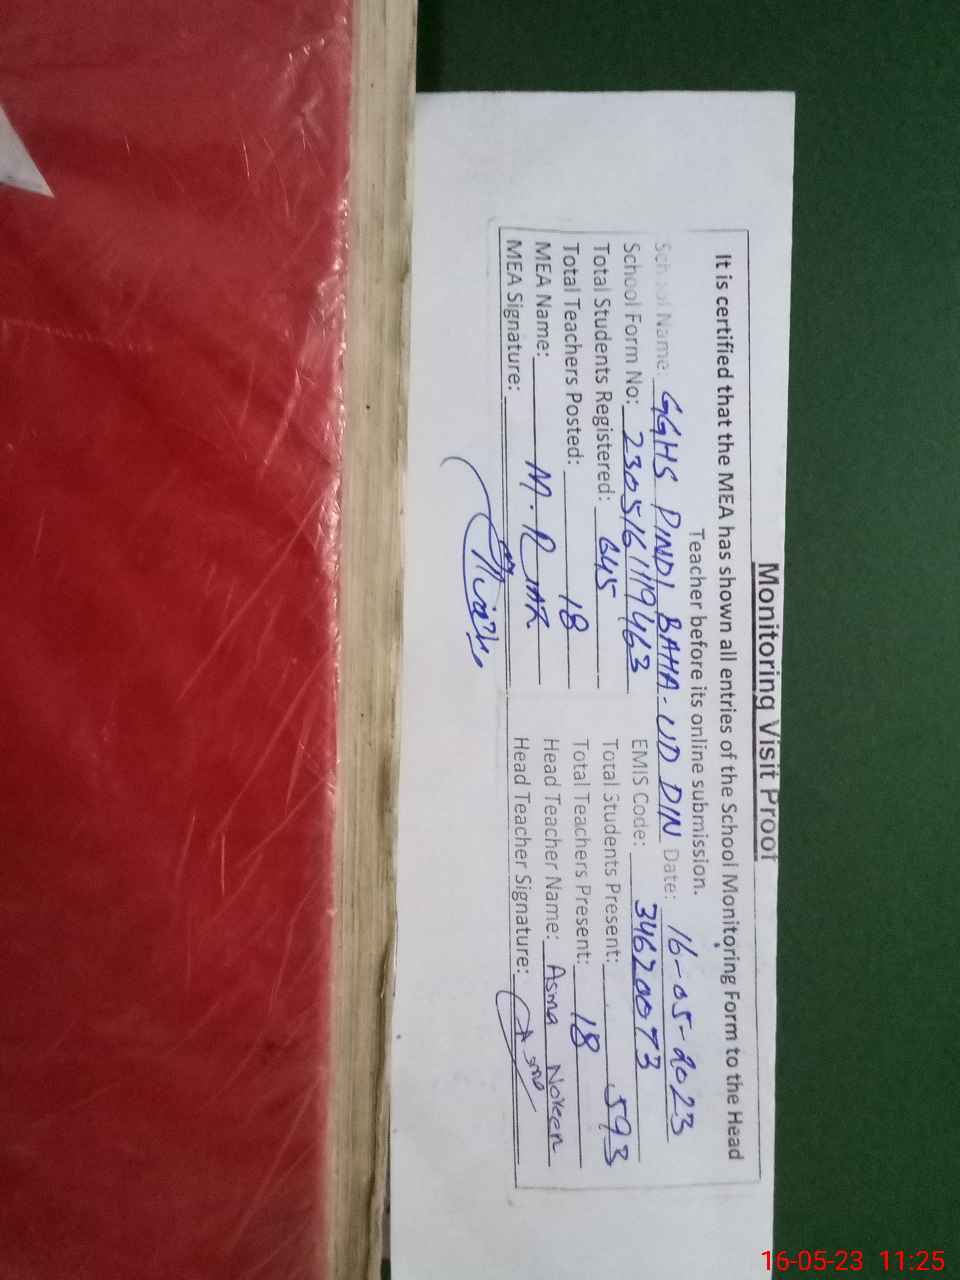 Monitoring Visit Proof
It is certified that the MEA has shown all entries of the School Monitoring Form to the Head
Teacher before its online submission.
School Name: GGHS PINDI BAHA-UD DIN Date: 16-05-2023
School Form No: 2305161119463 EMIS Code: 34620073
Total Students Registered: 645 Total Students Present: 593
Total Teachers Posted: 18 Total Teachers Present: 18
MEA Name: M. R Head Teacher Name: Asma Noreen
MEA Signature: Head Teacher Signature: Asma
16-05-23 11:25